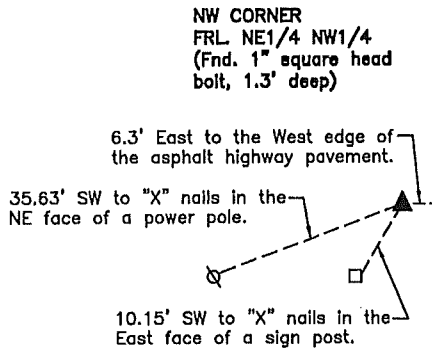 NW CORNER
FRL. NE1/4 NW1/4
(Fnd. 1" square head
bolt, 1.3' deep)
6.3' East to the West edge of
the asphalt highway pavement.
35.63' SW to "X" nails in the
NE face of a power pole.
10.15' SW to "X" nails in the
East face of a sign post.